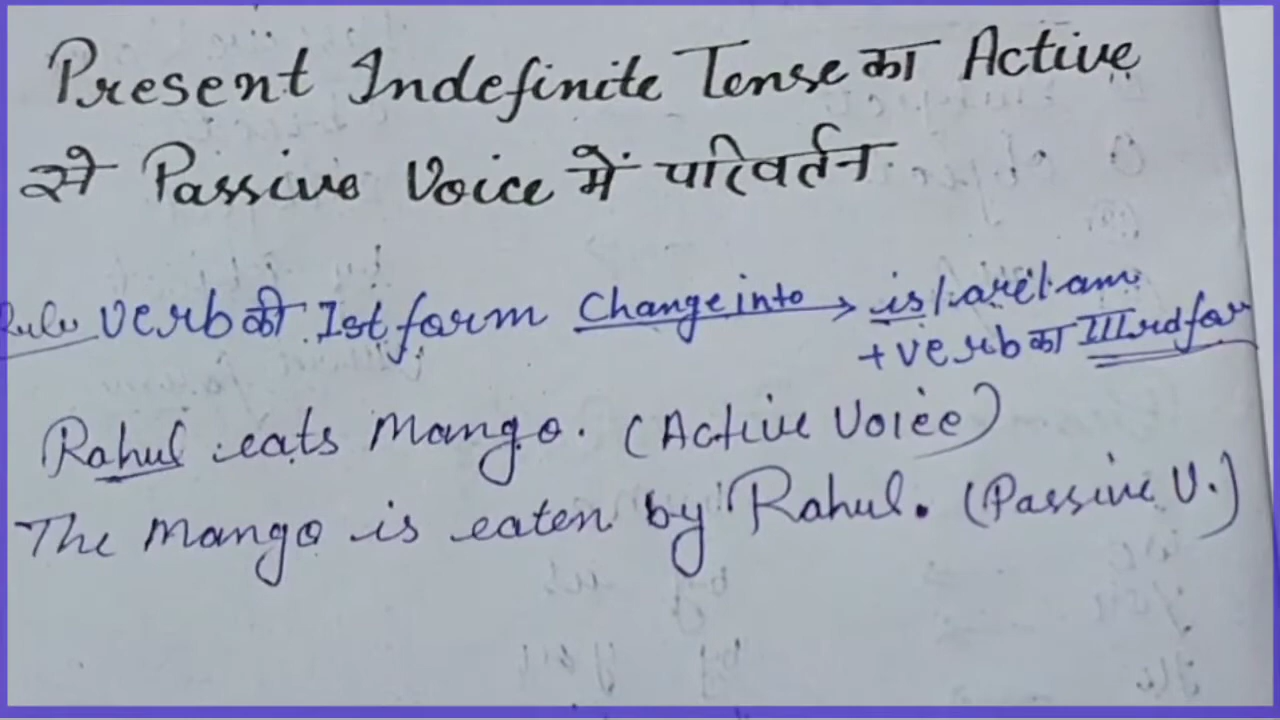 Present Indefinite Tense का Active
से Passive Voice में परिवर्तन
Rule verb की Ist form Change into → is/are/am
+ verb का IIIrd for
Rahul eats Mango. (Active Voice)
The Mango is eaten by Rahul. (Passive V.)